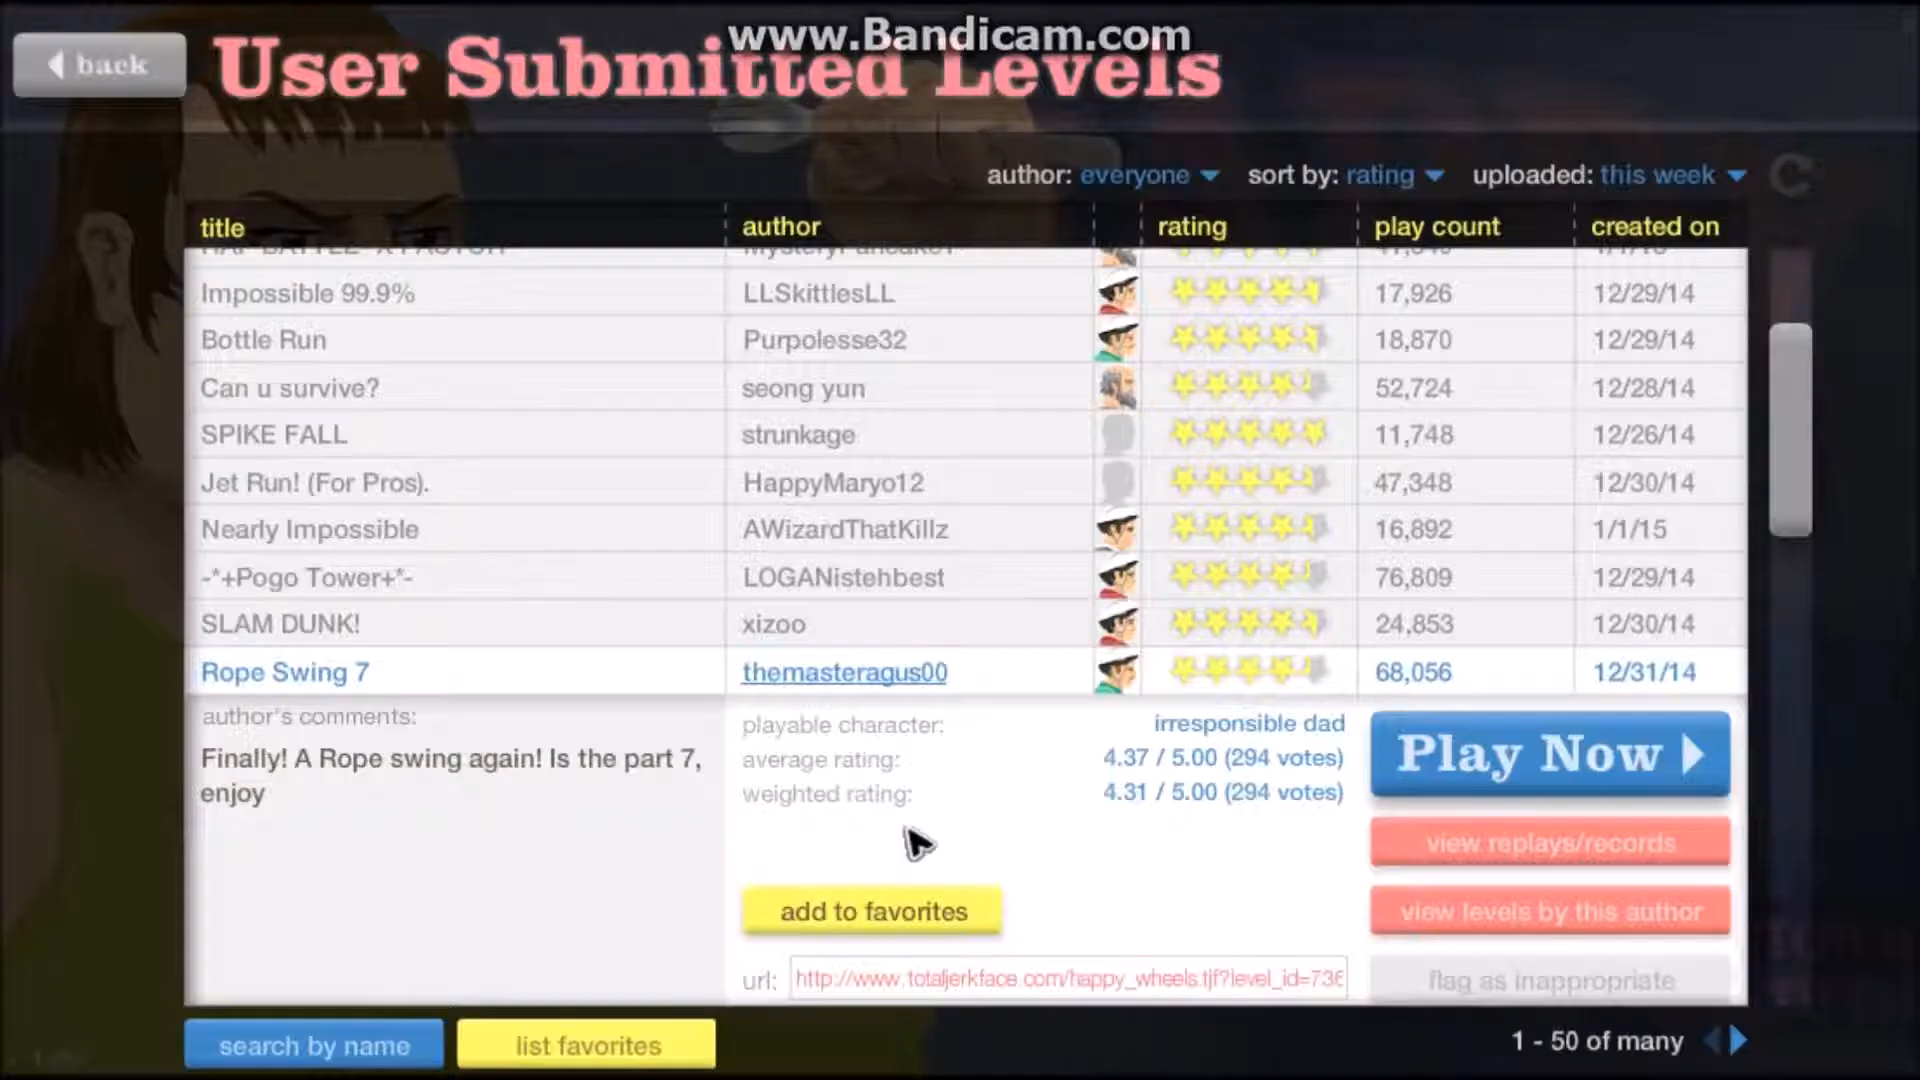 www.Bandicam.com
back
User Submitted Levels
author: everyone sort by: rating uploaded: this week
title author rating play count created on
Impossible 99.9% LLSkittlesLL 17,926 12/29/14
Bottle Run Purpolesse32 18,870 12/29/14
Can u survive? seong yun 52,724 12/28/14
SPIKE FALL strunkage 11,748 12/26/14
Jet Run! (For Pros). HappyMaryo12 47,348 12/30/14
Nearly Impossible AWizardThatKillz 16,892 1/1/15
-*+Pogo Tower+*- LOGANistehbest 76,809 12/29/14
SLAM DUNK! xizoo 24,853 12/30/14
Rope Swing 7 themasteragus00 68,056 12/31/14
author's comments:
Finally! A Rope swing again! Is the part 7,
enjoy
playable character: irresponsible dad
average rating: 4.37 / 5.00 (294 votes)
weighted rating: 4.31 / 5.00 (294 votes)
Play Now
view replays/records
add to favorites
view levels by this author
url: http://www.totaljerkface.com/happy_wheels.tjf?level_id=736
flag as inappropriate
search by name
list favorites
1 - 50 of many